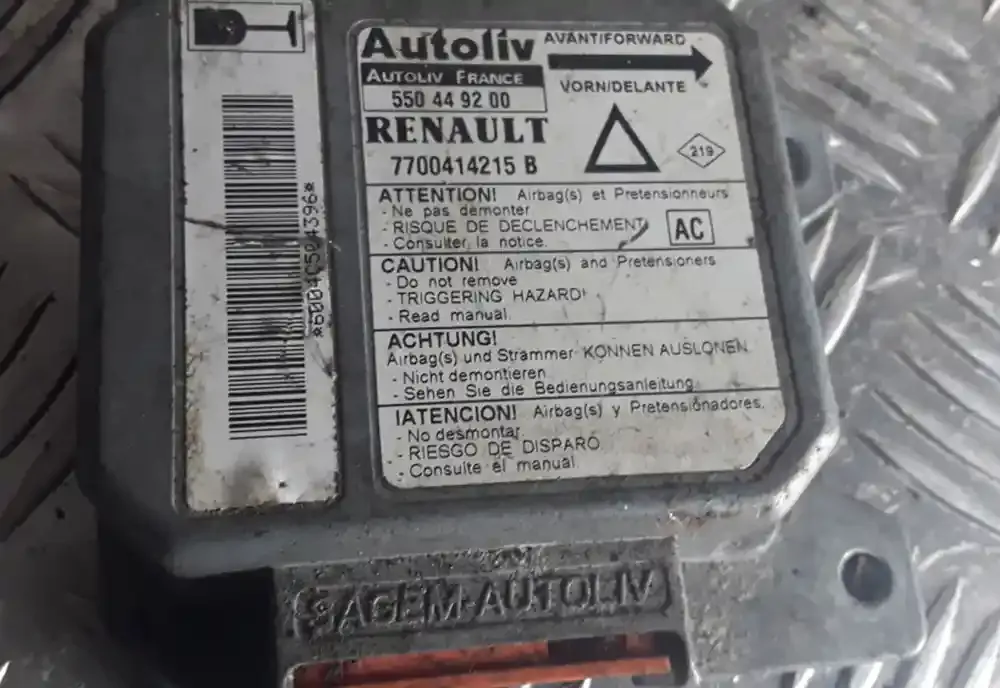 Autoliv
AVANT/FORWARD
AUTOLIV FRANCE
VORN/DELANTE
550 44 92 00
RENAULT
7700414215 B
219
ATTENTION! Airbag(s) et Pretensionneurs
- Ne pas demonter
- RISQUE DE DECLENCHEMENT
- Consulter la notice.
AC
CAUTION! Airbag(s) and Pretensioners
- Do not remove
- TRIGGERING HAZARD!
- Read manual.
ACHTUNG!
Airbag(s) und Strammer KONNEN AUSLONEN
- Nicht demontieren
- Sehen Sie die Bedienungsanleitung
IATENCION! Airbag(s) y Pretensionadores.
- No desmontar
- RIESGO DE DISPARO
- Consulte el manual.
*6004C504396*
SAGEM-AUTOLIV